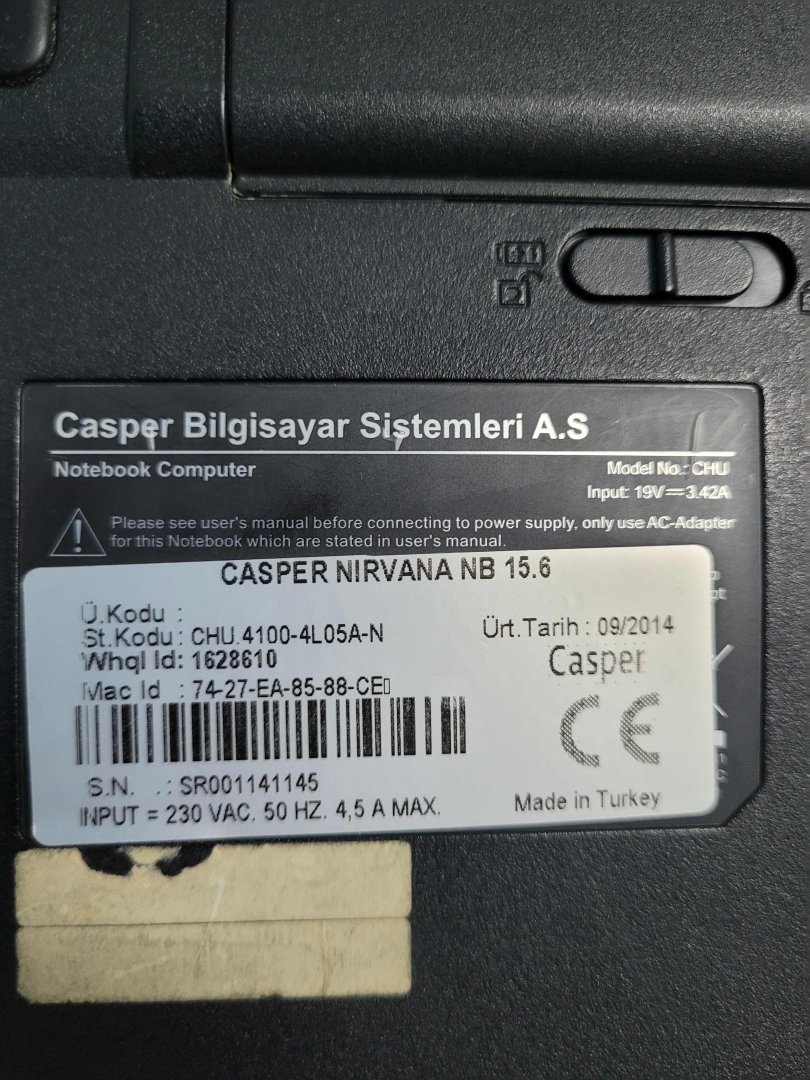 Casper Bilgisayar Sistemleri A.S
Notebook Computer
Model No.: CHU
Input: 19V⎓3.42A
Please see user's manual before connecting to power supply, only use AC-Adapter
for this Notebook which are stated in user's manual.
CASPER NIRVANA NB 15.6
Ü.Kodu :
St.Kodu : CHU.4100-4L05A-N
Ürt.Tarih : 09/2014
Whql Id: 1628610
Casper
Mac Id : 74-27-EA-85-88-CE
CE
S.N. .: SR001141145
INPUT = 230 VAC. 50 HZ. 4,5 A MAX.
Made in Turkey